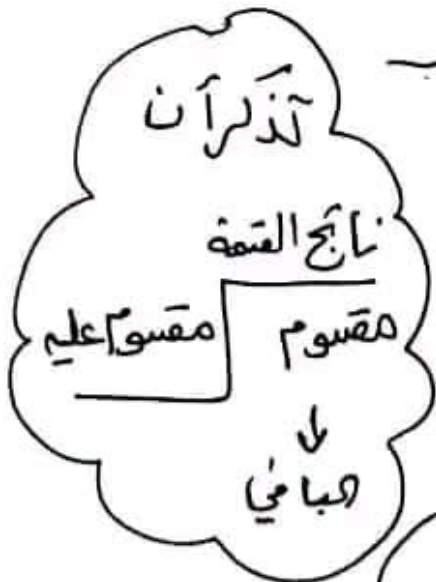 تذكر أن
ناتج القسمة
مقسوم مقسوم عليه
↓
الباقي